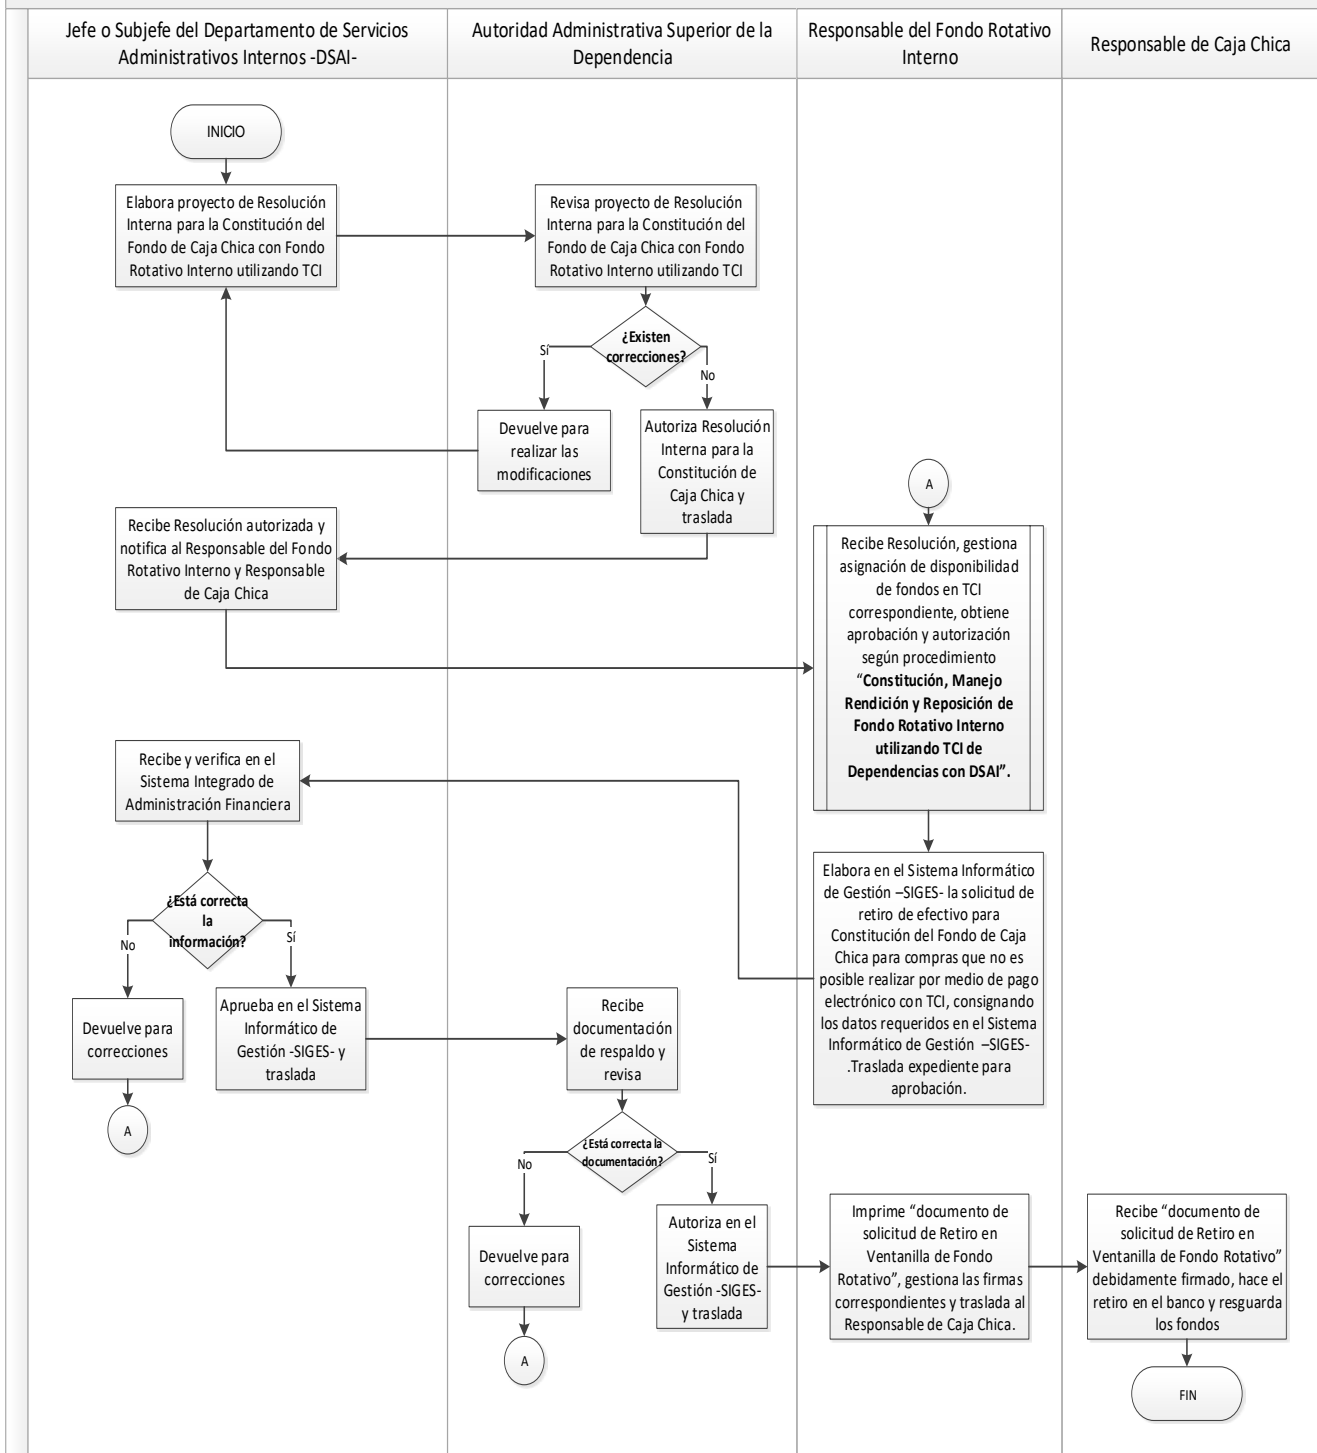 Jefe o Subjefe del Departamento de Servicios
Administrativos Internos -DSAI-
Autoridad Administrativa Superior de la
Dependencia
Responsable del Fondo Rotativo
Interno
Responsable de Caja Chica
INICIO
Elabora proyecto de Resolución
Interna para la Constitución del
Fondo de Caja Chica con Fondo
Rotativo Interno utilizando TCI
Revisa proyecto de Resolución
Interna para la Constitución del
Fondo de Caja Chica con Fondo
Rotativo Interno utilizando TCI
¿Existen
correcciones?
Sí
No
Devuelve para
realizar las
modificaciones
Autoriza Resolución
Interna para la
Constitución de
Caja Chica y
traslada
Recibe Resolución autorizada y
notifica al Responsable del Fondo
Rotativo Interno y Responsable
de Caja Chica
A
Recibe Resolución, gestiona
asignación de disponibilidad
de fondos en TCI
correspondiente, obtiene
aprobación y autorización
según procedimiento
“Constitución, Manejo
Rendición y Reposición de
Fondo Rotativo Interno
utilizando TCI de
Dependencias con DSAI”.
Elabora en el Sistema Informático
de Gestión –SIGES- la solicitud de
retiro de efectivo para
Constitución del Fondo de Caja
Chica para compras que no es
posible realizar por medio de pago
electrónico con TCI, consignando
los datos requeridos en el Sistema
Informático de Gestión –SIGES-
.Traslada expediente para
aprobación.
Recibe y verifica en el
Sistema Integrado de
Administración Financiera
¿Está correcta
la
información?
No
Sí
Devuelve para
correcciones
A
Aprueba en el Sistema
Informático de
Gestión -SIGES- y
traslada
Recibe
documentación
de respaldo y
revisa
¿Está correcta la
documentación?
No
Sí
Devuelve para
correcciones
A
Autoriza en el
Sistema
Informático de
Gestión -SIGES-
y traslada
Imprime “documento de
solicitud de Retiro en
Ventanilla de Fondo
Rotativo”, gestiona las firmas
correspondientes y traslada al
Responsable de Caja Chica.
Recibe “documento de
solicitud de Retiro en
Ventanilla de Fondo Rotativo”
debidamente firmado, hace el
retiro en el banco y resguarda
los fondos
FIN